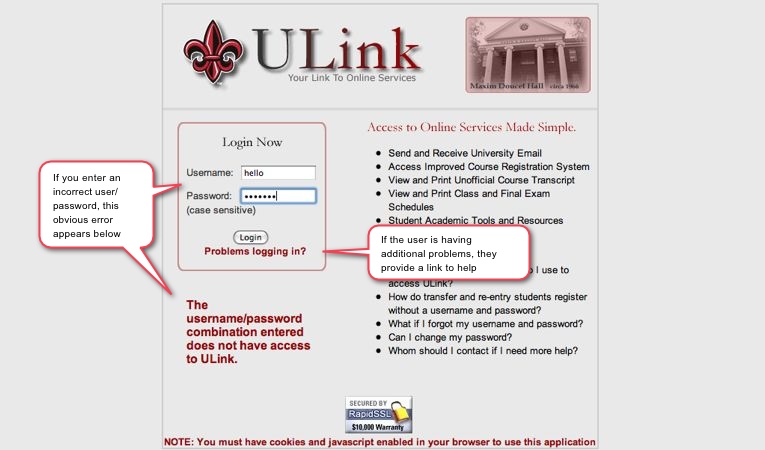 ULink
Your Link To Online Services
Maxim Doucet Hall circa 1966
Login Now
Username: hello
Password: •••••••
(case sensitive)
Login
Problems logging in?
If you enter an
incorrect user/
password, this
obvious error
appears below
The
username/password
combination entered
does not have access
to ULink.
Access to Online Services Made Simple.
• Send and Receive University Email
• Access Improved Course Registration System
• View and Print Unofficial Course Transcript
• View and Print Class and Final Exam
Schedules
• Student Academic Tools and Resources
If the user is having
additional problems, they
provide a link to help
I use to
access ULink?
• How do transfer and re-entry students register
without a username and password?
• What if I forgot my username and password?
• Can I change my password?
• Whom should I contact if I need more help?
SECURED BY
RapidSSL
$10,000 Warranty
NOTE: You must have cookies and javascript enabled in your browser to use this application